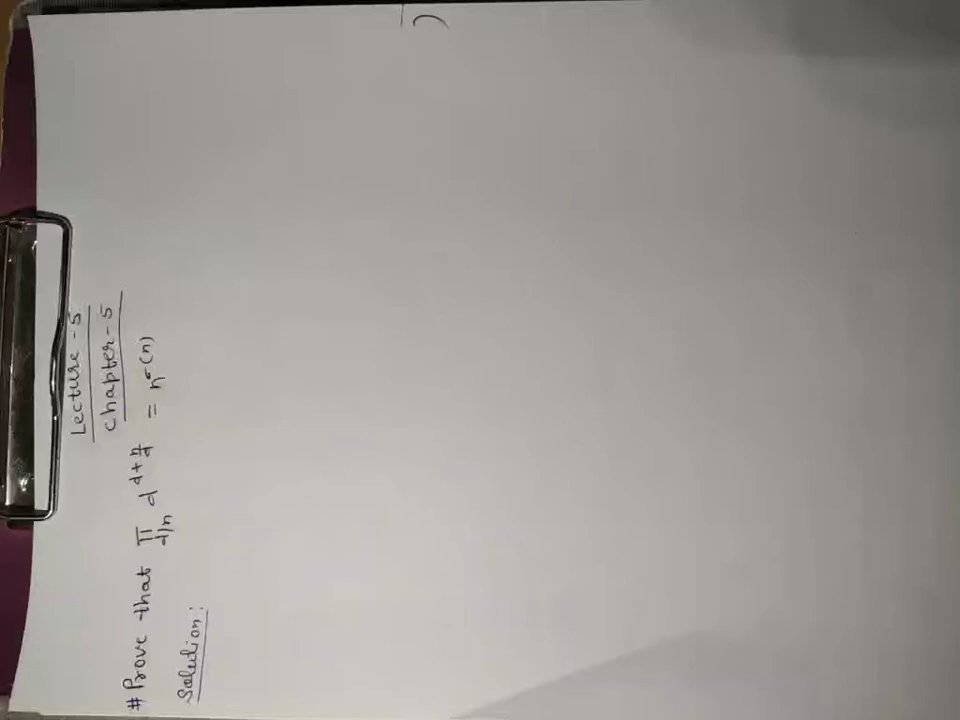 Lecture - 5
Chapter - 5
# Prove that ∏ d^{d + n/d} = n^{σ(n)}
d/n
Solution: